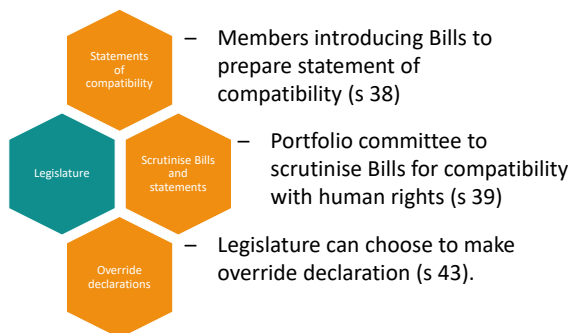 Statements
of
compatibility
– Members introducing Bills to
prepare statement of
compatibility (s 38)
Legislature
Scrutinise Bills
and
statements
– Portfolio committee to
scrutinise Bills for compatibility
with human rights (s 39)
Override
declarations
– Legislature can choose to make
override declaration (s 43).